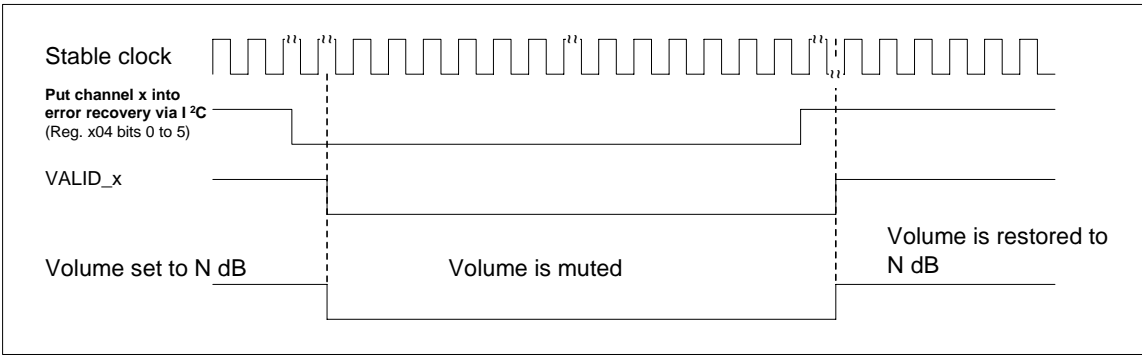 Stable clock
Put channel x into
error recovery via I ²C
(Reg. x04 bits 0 to 5)
VALID_x
Volume set to N dB
Volume is muted
Volume is restored to
N dB